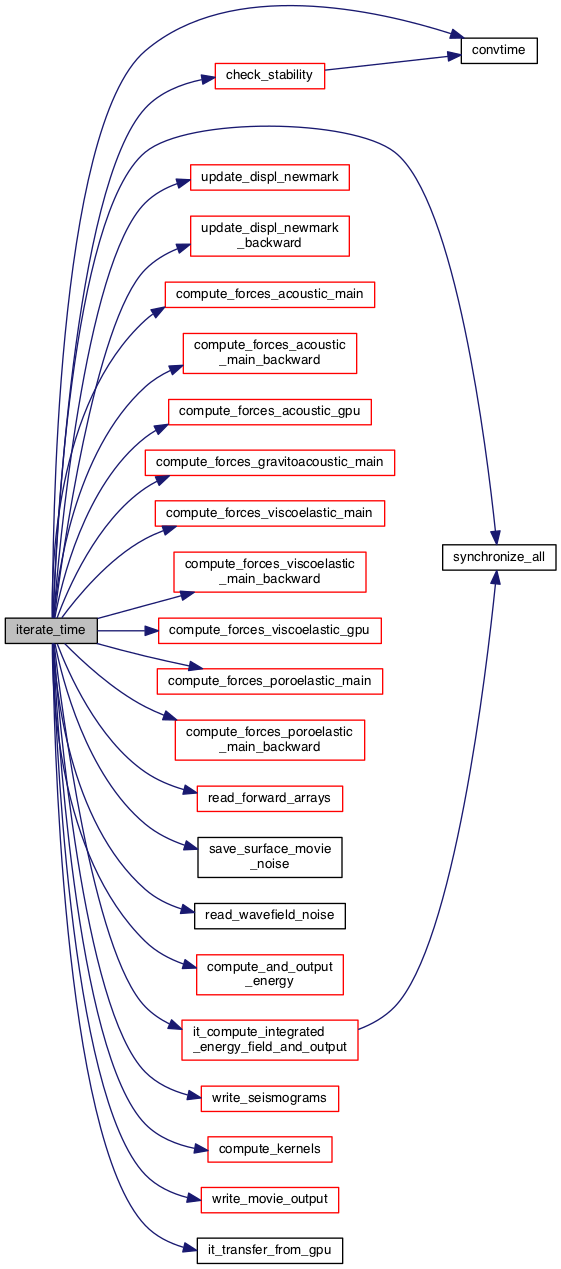 convtime
check_stability
update_displ_newmark
update_displ_newmark
_backward
compute_forces_acoustic_main
compute_forces_acoustic
_main_backward
compute_forces_acoustic_gpu
compute_forces_gravitoacoustic_main
compute_forces_viscoelastic_main
synchronize_all
compute_forces_viscoelastic
_main_backward
iterate_time
compute_forces_viscoelastic_gpu
compute_forces_poroelastic_main
compute_forces_poroelastic
_main_backward
read_forward_arrays
save_surface_movie
_noise
read_wavefield_noise
compute_and_output
_energy
it_compute_integrated
_energy_field_and_output
write_seismograms
compute_kernels
write_movie_output
it_transfer_from_gpu